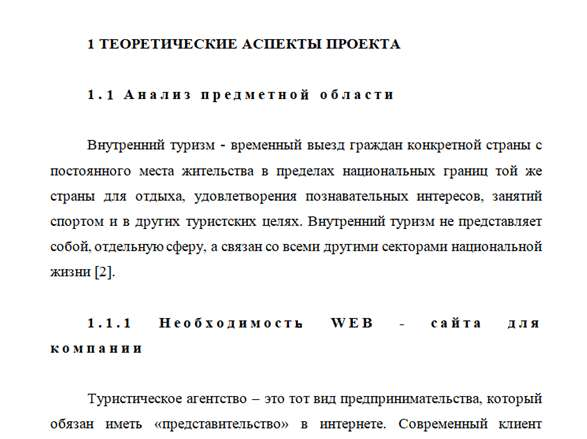 1 ТЕОРЕТИЧЕСКИЕ АСПЕКТЫ ПРОЕКТА
1.1 Анализ предметной области
Внутренний туризм - временный выезд граждан конкретной страны с
постоянного места жительства в пределах национальных границ той же
страны для отдыха, удовлетворения познавательных интересов, занятий
спортом и в других туристских целях. Внутренний туризм не представляет
собой, отдельную сферу, а связан со всеми другими секторами национальной
жизни [2].
1.1.1 Необходимость WEB - сайта для
компании
Туристическое агентство – это тот вид предпринимательства, который
обязан иметь «представительство» в интернете. Современный клиент